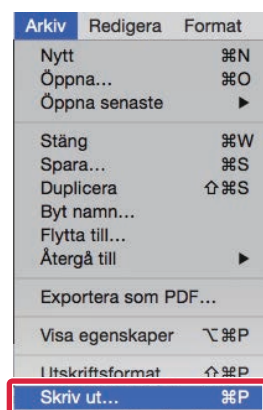 Arkiv Redigera Format
Nytt ⌘N
Öppna... ⌘O
Öppna senaste ▶
Stäng ⌘W
Spara... ⌘S
Duplicera ⇧⌘S
Byt namn...
Flytta till...
Återgå till ▶
Exportera som PDF...
Visa egenskaper ⌥⌘P
Utskriftsformat ⇧⌘P
Skriv ut... ⌘P